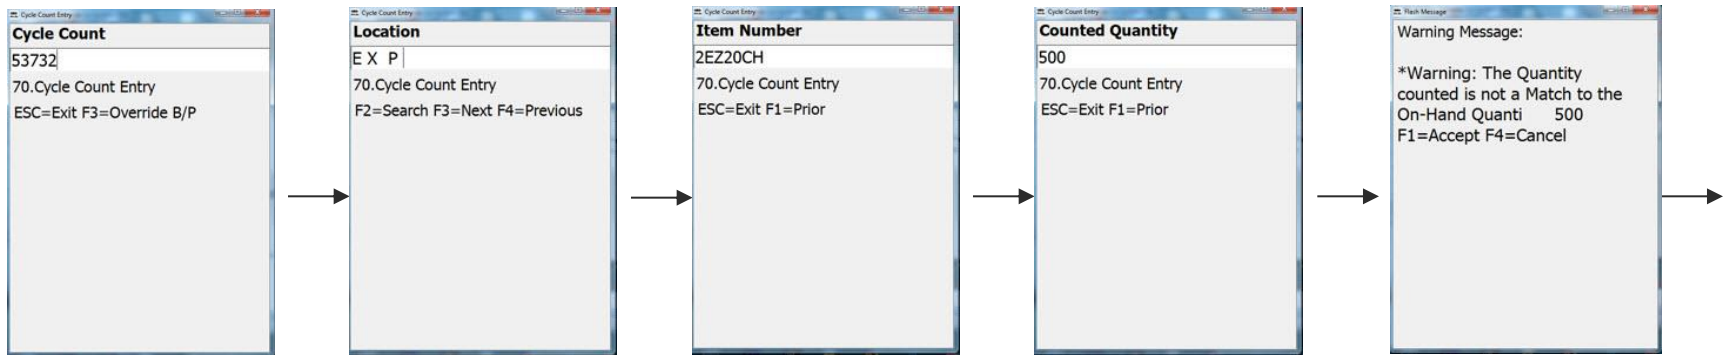 Cycle Count Entry
Cycle Count
53732
70.Cycle Count Entry
ESC=Exit F3=Override B/P
Cycle Count Entry
Location
E X P
70.Cycle Count Entry
F2=Search F3=Next F4=Previous
Cycle Count Entry
Item Number
2EZ20CH
70.Cycle Count Entry
ESC=Exit F1=Prior
Cycle Count Entry
Counted Quantity
500
70.Cycle Count Entry
ESC=Exit F1=Prior
Flash Message
Warning Message:
*Warning: The Quantity
counted is not a Match to the
On-Hand Quanti 500
F1=Accept F4=Cancel